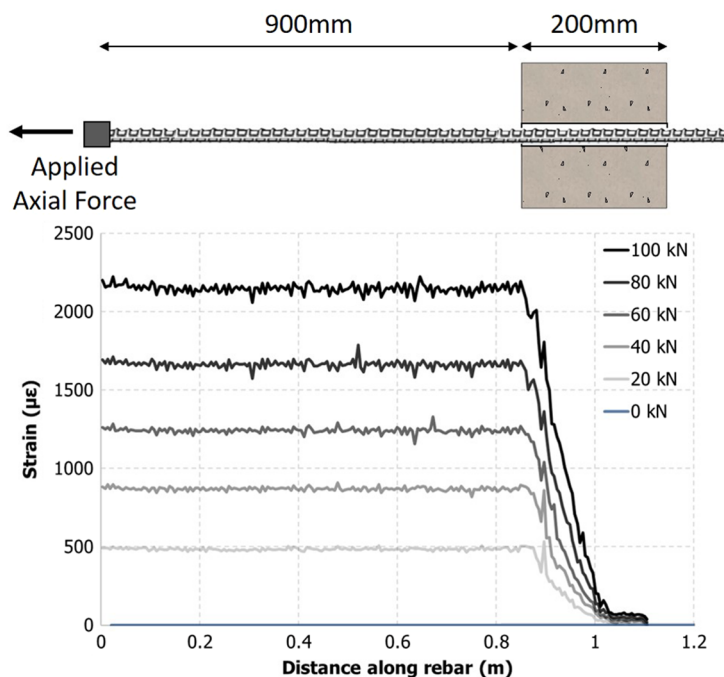 900mm
200mm
Applied
Axial Force
2500
2000
1500
1000
500
0
Strain (με)
100 kN
80 kN
60 kN
40 kN
20 kN
0 kN
0
0.2
0.4
0.6
0.8
1
1.2
Distance along rebar (m)